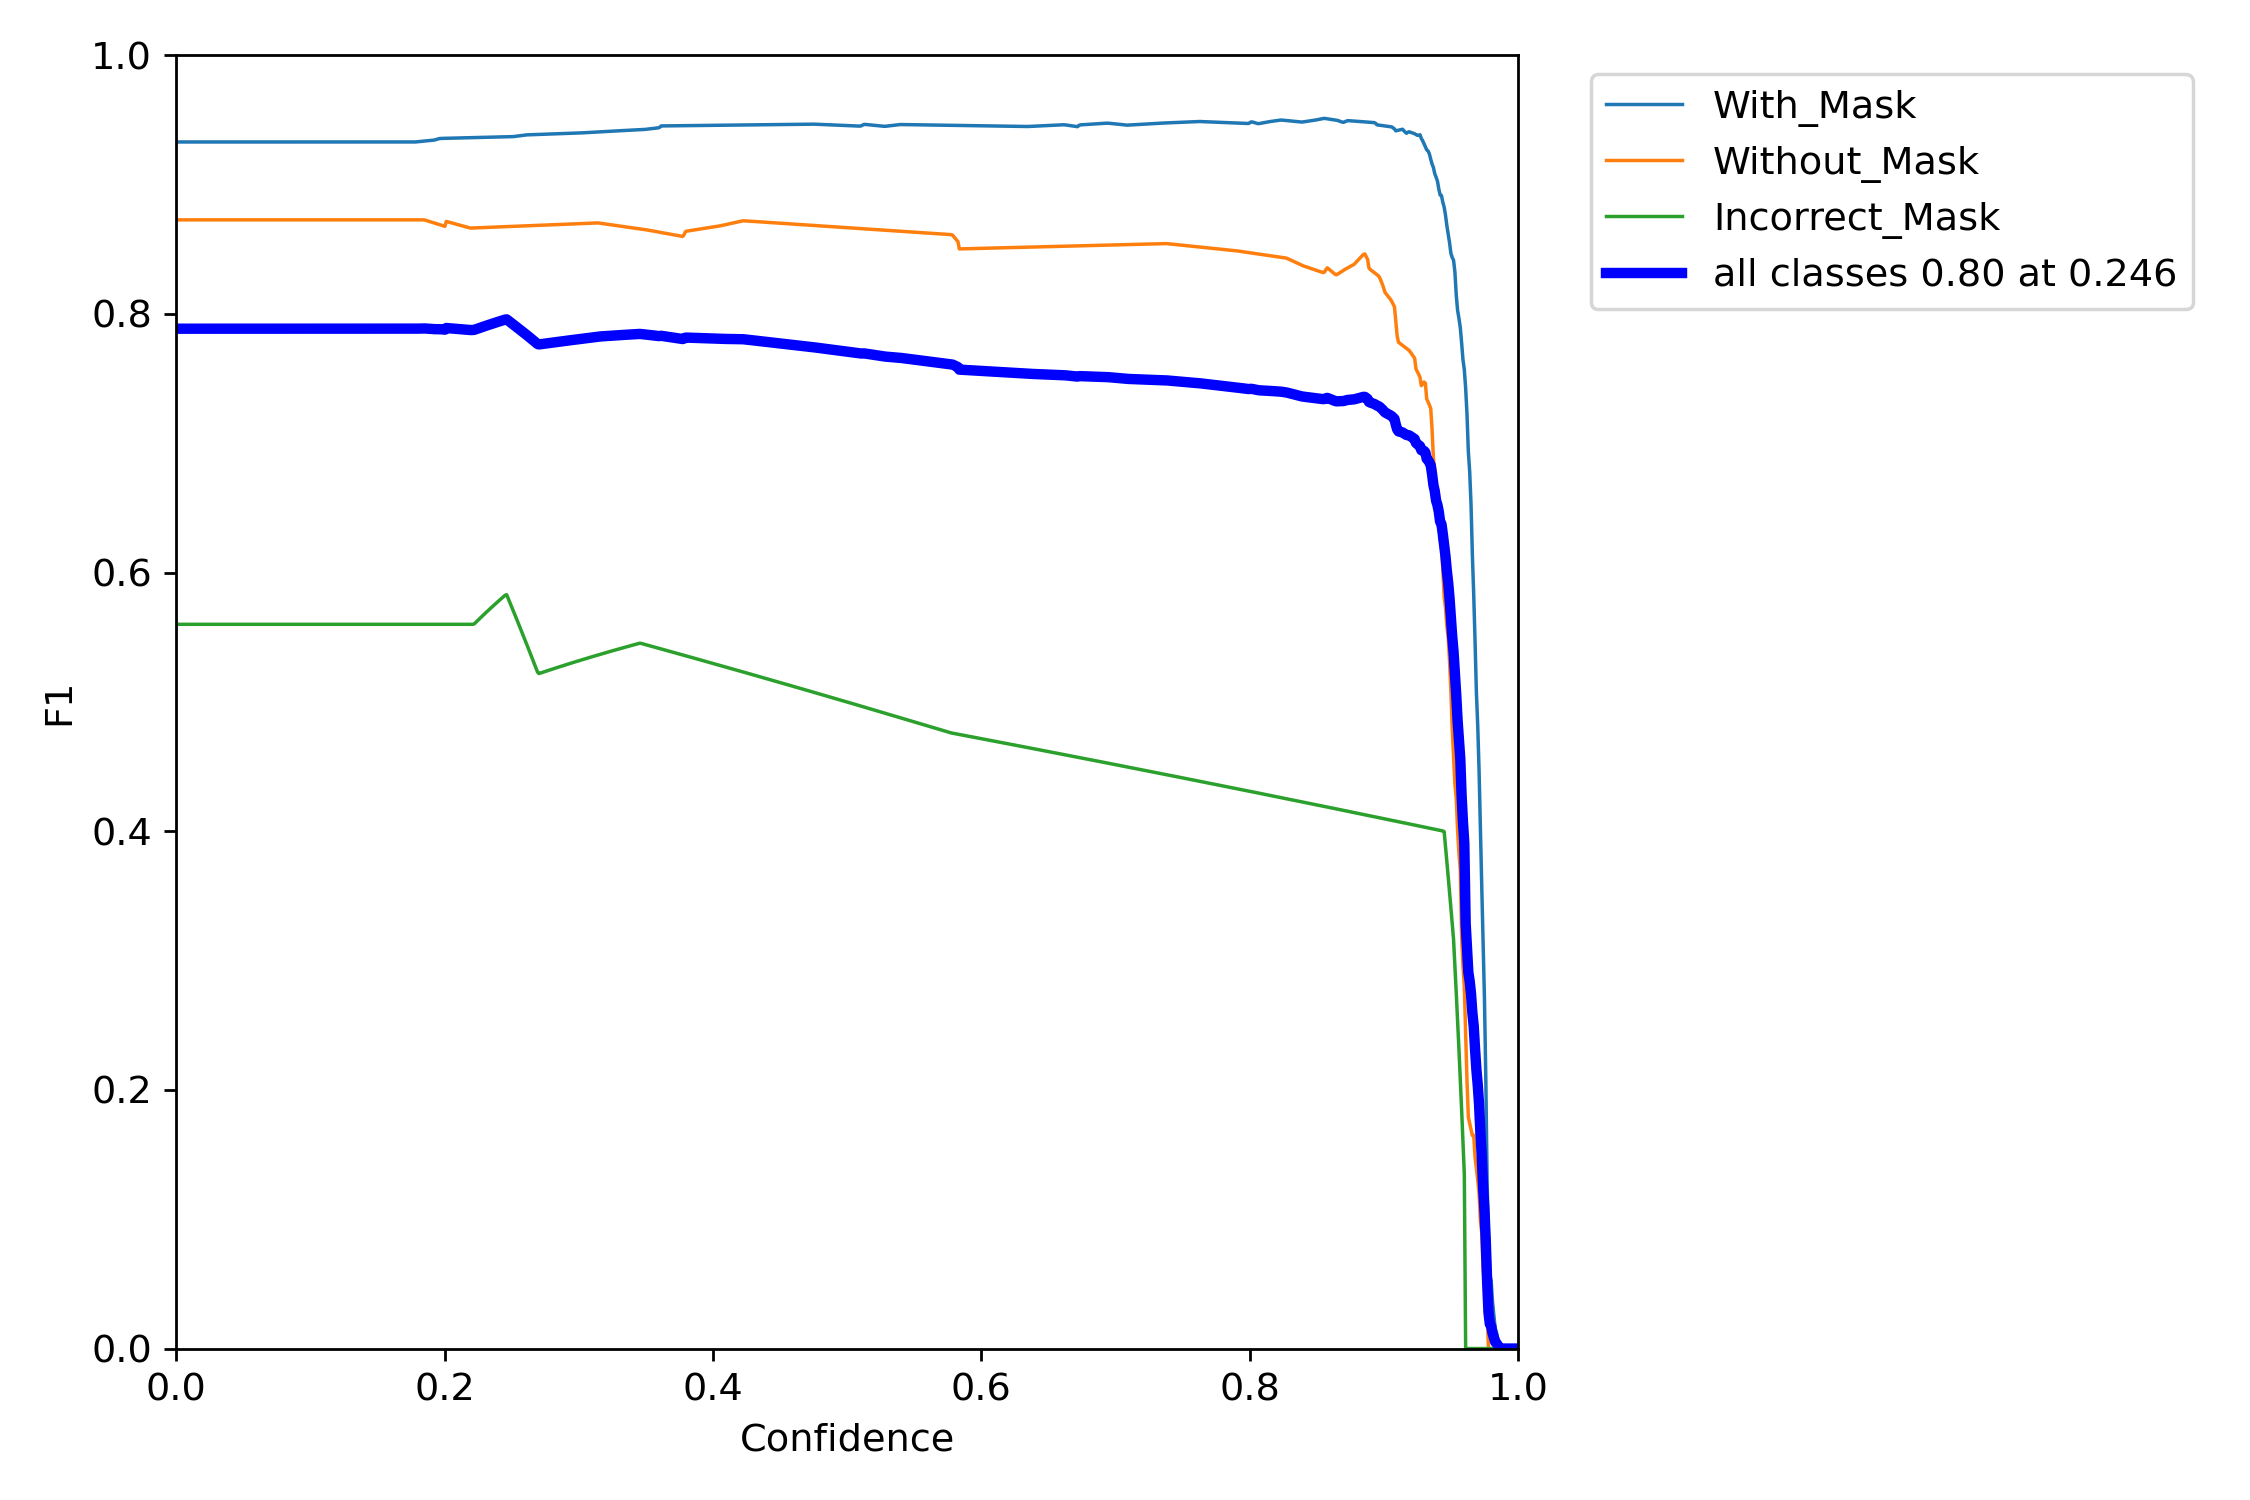 1.0
0.8
0.6
0.4
0.2
0.0
F1
0.0 0.2 0.4 0.6 0.8 1.0
Confidence
With_Mask
Without_Mask
Incorrect_Mask
all classes 0.80 at 0.246